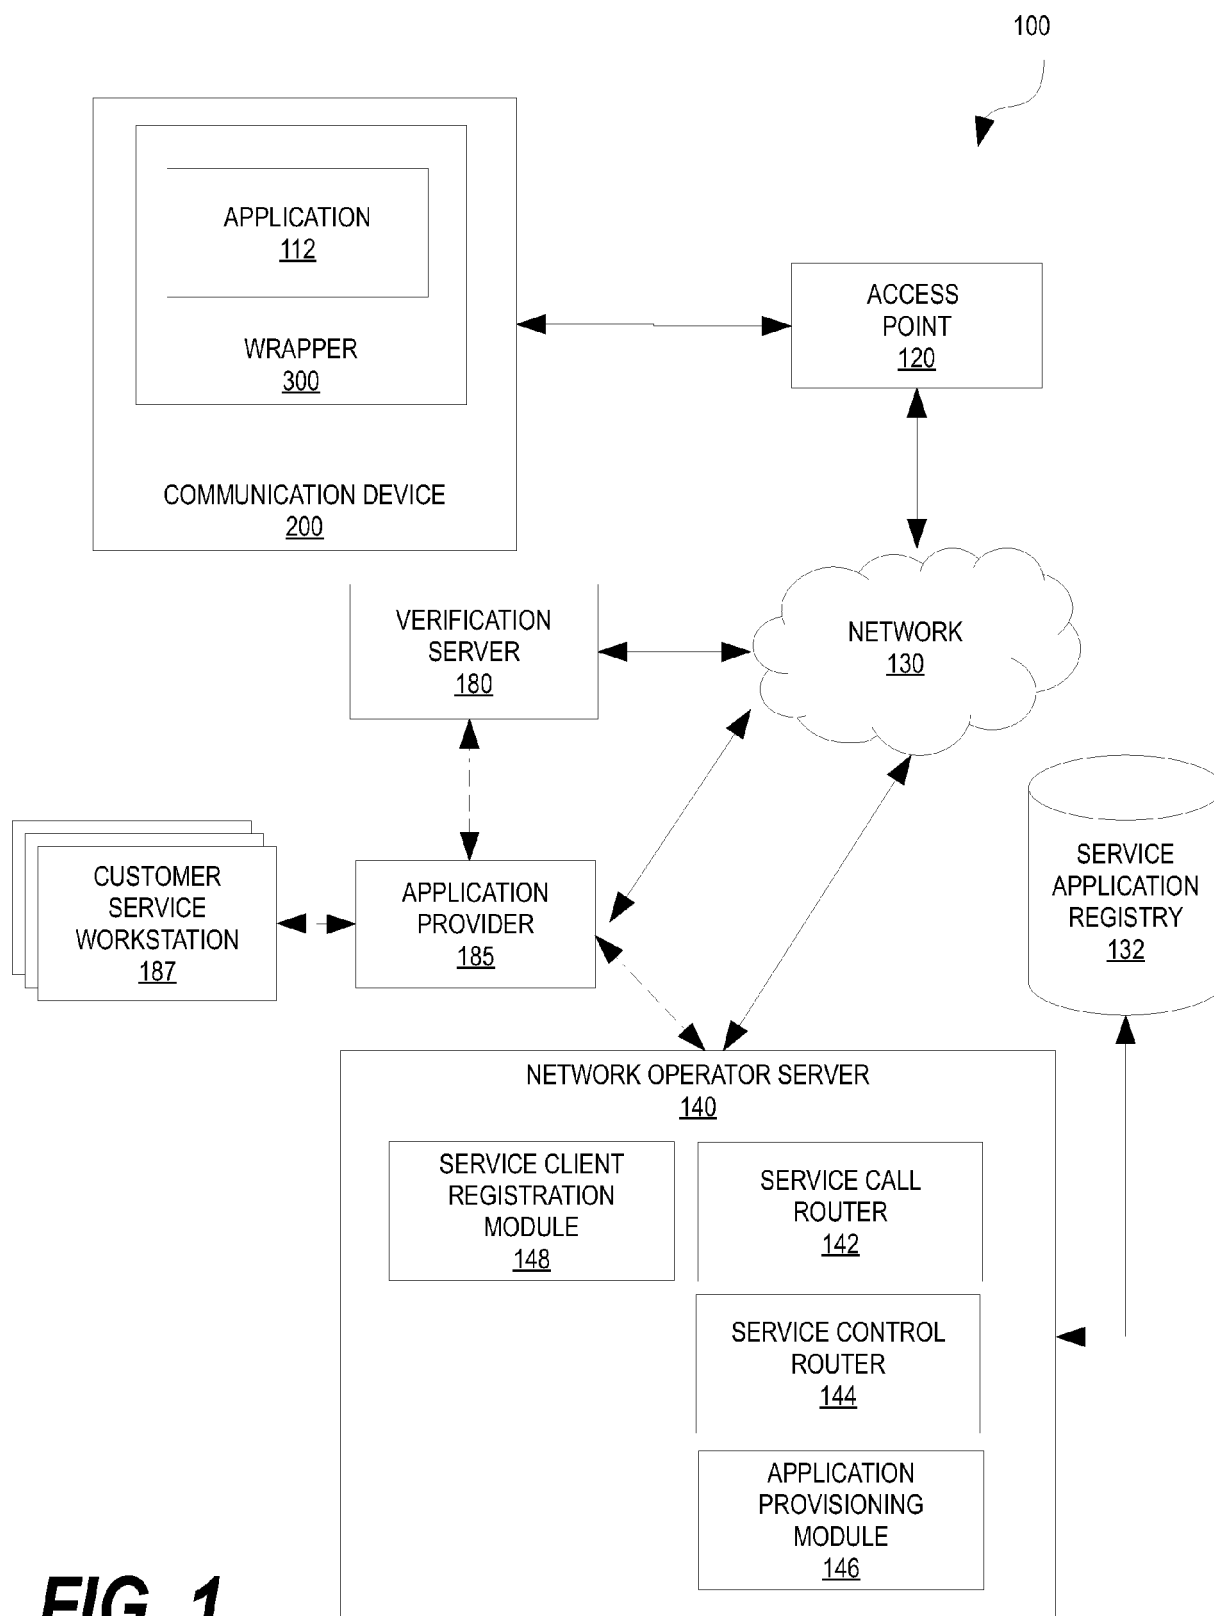 100
APPLICATION
112
WRAPPER
300
COMMUNICATION DEVICE
200
ACCESS
POINT
120
VERIFICATION
SERVER
180
NETWORK
130
CUSTOMER
SERVICE
WORKSTATION
187
APPLICATION
PROVIDER
185
SERVICE
APPLICATION
REGISTRY
132
NETWORK OPERATOR SERVER
140
SERVICE CLIENT
REGISTRATION
MODULE
148
SERVICE CALL
ROUTER
142
SERVICE CONTROL
ROUTER
144
APPLICATION
PROVISIONING
MODULE
146
FIG. 1